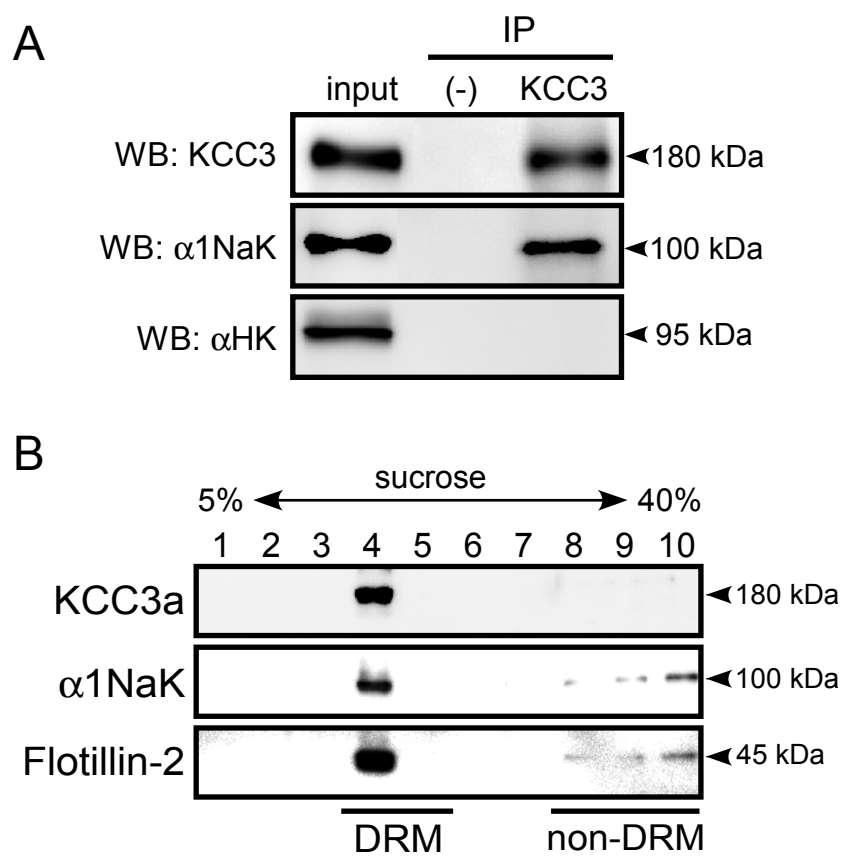 A
IP
input (-) KCC3
WB: KCC3 180 kDa
WB: α1NaK 100 kDa
WB: αHK 95 kDa
B
sucrose
5% 40%
1 2 3 4 5 6 7 8 9 10
KCC3a 180 kDa
α1NaK 100 kDa
Flotillin-2 45 kDa
DRM non-DRM